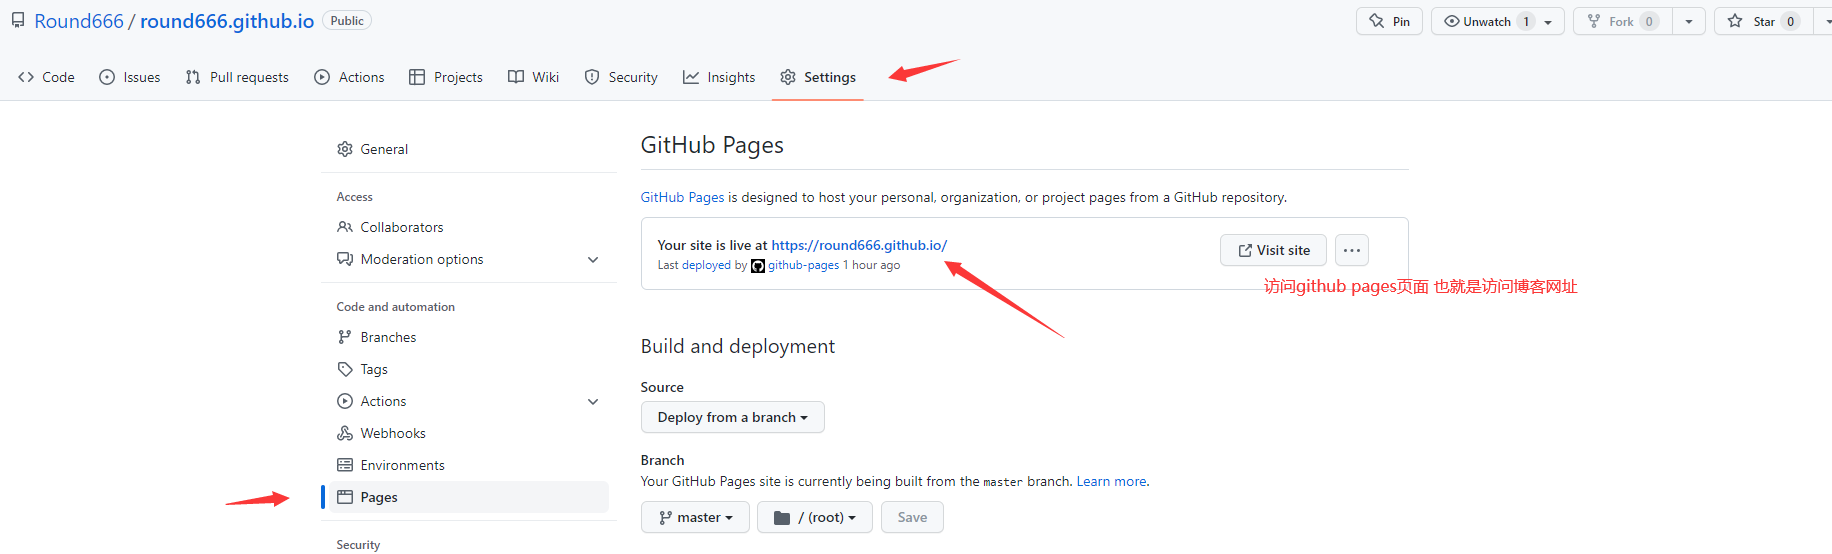 Round666 / round666.github.io Public
Pin Unwatch 1 Fork 0 Star 0
Code Issues Pull requests Actions Projects Wiki Security Insights Settings
General
Access
Collaborators
Moderation options
Code and automation
Branches
Tags
Actions
Webhooks
Environments
Pages
Security
GitHub Pages
GitHub Pages is designed to host your personal, organization, or project pages from a GitHub repository.
Your site is live at https://round666.github.io/
Last deployed by github-pages 1 hour ago
Visit site
访问github pages页面 也就是访问博客网址
Build and deployment
Source
Deploy from a branch
Branch
Your GitHub Pages site is currently being built from the master branch. Learn more.
master / (root) Save